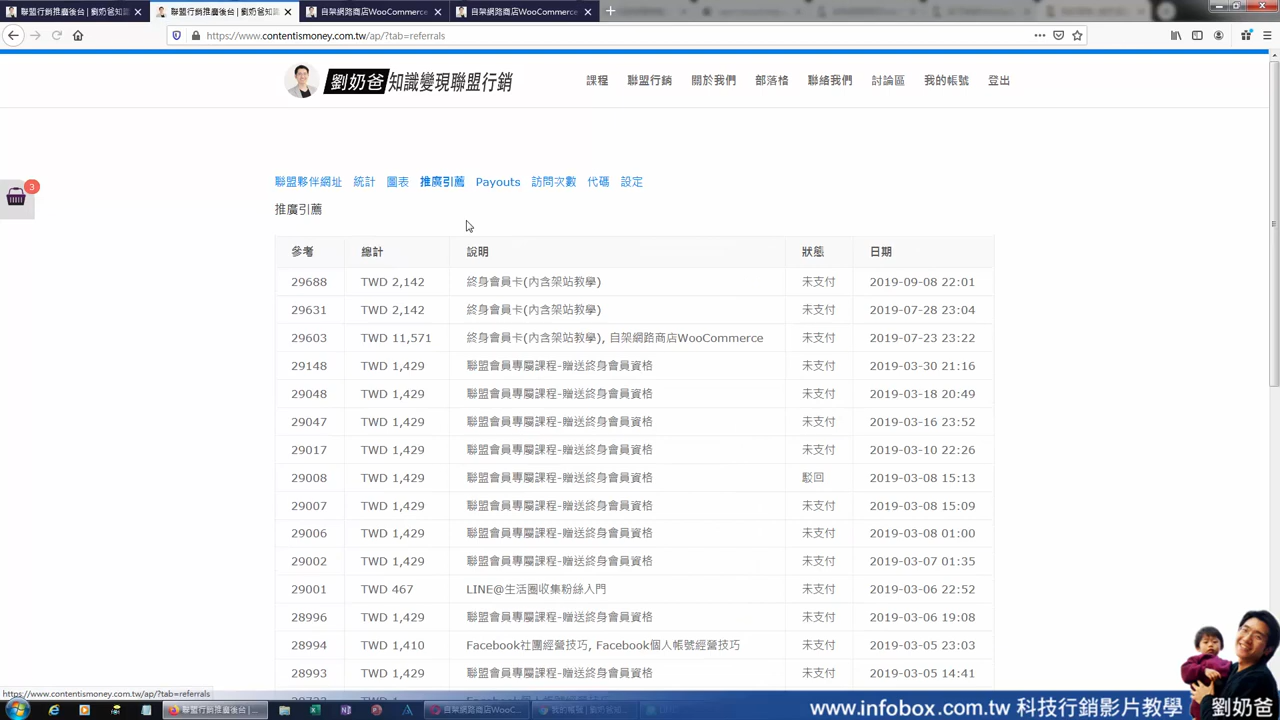 聯盟行銷推廣後台 | 劉奶爸知識
聯盟行銷推廣後台 | 劉奶爸知識
自架網路商店WooCommerce
自架網路商店WooCommerce
https://www.contentismoney.com.tw/ap/?tab=referrals
劉奶爸知識變現聯盟行銷
課程 聯盟行銷 關於我們 部落格 聯絡我們 討論區 我的帳號 登出
3
聯盟夥伴網址 統計 圖表 推廣引薦 Payouts 訪問次數 代碼 設定
推廣引薦
參考 總計 說明 狀態 日期
29688 TWD 2,142 終身會員卡(內含架站教學) 未支付 2019-09-08 22:01
29631 TWD 2,142 終身會員卡(內含架站教學) 未支付 2019-07-28 23:04
29603 TWD 11,571 終身會員卡(內含架站教學), 自架網路商店WooCommerce 未支付 2019-07-23 23:22
29148 TWD 1,429 聯盟會員專屬課程-贈送終身會員資格 未支付 2019-03-30 21:16
29048 TWD 1,429 聯盟會員專屬課程-贈送終身會員資格 未支付 2019-03-18 20:49
29047 TWD 1,429 聯盟會員專屬課程-贈送終身會員資格 未支付 2019-03-16 23:52
29017 TWD 1,429 聯盟會員專屬課程-贈送終身會員資格 未支付 2019-03-10 22:26
29008 TWD 1,429 聯盟會員專屬課程-贈送終身會員資格 駁回 2019-03-08 15:13
29007 TWD 1,429 聯盟會員專屬課程-贈送終身會員資格 未支付 2019-03-08 15:09
29006 TWD 1,429 聯盟會員專屬課程-贈送終身會員資格 未支付 2019-03-08 01:00
29002 TWD 1,429 聯盟會員專屬課程-贈送終身會員資格 未支付 2019-03-07 01:35
29001 TWD 467 LINE@生活圈收集粉絲入門 未支付 2019-03-06 22:52
28996 TWD 1,429 聯盟會員專屬課程-贈送終身會員資格 未支付 2019-03-06 19:08
28994 TWD 1,410 Facebook社團經營技巧, Facebook個人帳號經營技巧 未支付 2019-03-05 23:03
28993 TWD 1,429 聯盟會員專屬課程-贈送終身會員資格 未支付 2019-03-05 14:41
https://www.contentismoney.com.tw/ap/?tab=referrals
聯盟行銷推廣後台 |
www.infobox.com.tw 科技行銷影片教學 劉奶爸